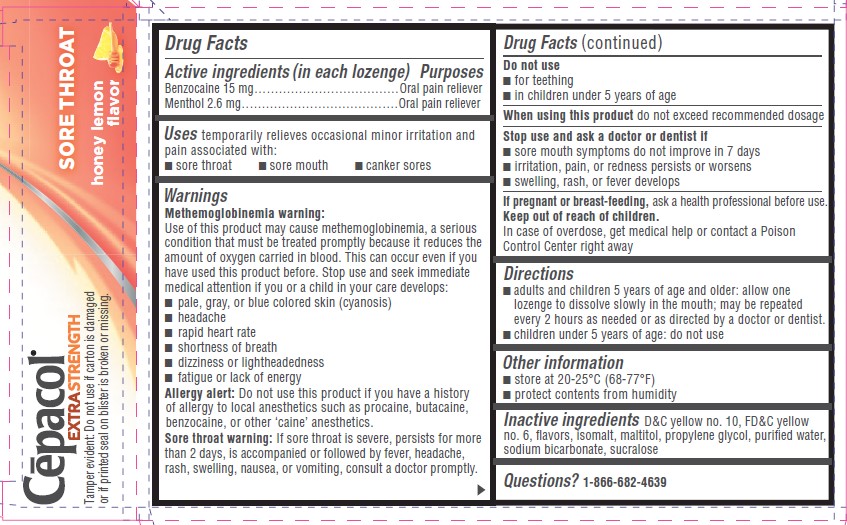 Cēpacol®
EXTRA STRENGTH
SORE THROAT
honey lemon
flavor
Tamper evident: Do not use if carton is damaged
or if printed seal on blister is broken or missing.
Drug Facts
Active ingredients (in each lozenge) Purposes
Benzocaine 15 mg.................................Oral pain reliever
Menthol 2.6 mg....................................Oral pain reliever
Uses temporarily relieves occasional minor irritation and
pain associated with:
■ sore throat ■ sore mouth ■ canker sores
Warnings
Methemoglobinemia warning:
Use of this product may cause methemoglobinemia, a serious
condition that must be treated promptly because it reduces the
amount of oxygen carried in blood. This can occur even if you
have used this product before. Stop use and seek immediate
medical attention if you or a child in your care develops:
■ pale, gray, or blue colored skin (cyanosis)
■ headache
■ rapid heart rate
■ shortness of breath
■ dizziness or lightheadedness
■ fatigue or lack of energy
Allergy alert: Do not use this product if you have a history
of allergy to local anesthetics such as procaine, butacaine,
benzocaine, or other ‘caine’ anesthetics.
Sore throat warning: If sore throat is severe, persists for more
than 2 days, is accompanied or followed by fever, headache,
rash, swelling, nausea, or vomiting, consult a doctor promptly.
Drug Facts (continued)
Do not use
■ for teething
■ in children under 5 years of age
When using this product do not exceed recommended dosage
Stop use and ask a doctor or dentist if
■ sore mouth symptoms do not improve in 7 days
■ irritation, pain, or redness persists or worsens
■ swelling, rash, or fever develops
If pregnant or breast-feeding, ask a health professional before use.
Keep out of reach of children.
In case of overdose, get medical help or contact a Poison
Control Center right away
Directions
■ adults and children 5 years of age and older: allow one
lozenge to dissolve slowly in the mouth; may be repeated
every 2 hours as needed or as directed by a doctor or dentist.
■ children under 5 years of age: do not use
Other information
■ store at 20-25°C (68-77°F)
■ protect contents from humidity
Inactive ingredients D&C yellow no. 10, FD&C yellow
no. 6, flavors, isomalt, maltitol, propylene glycol, purified water,
sodium bicarbonate, sucralose
Questions? 1-866-682-4639